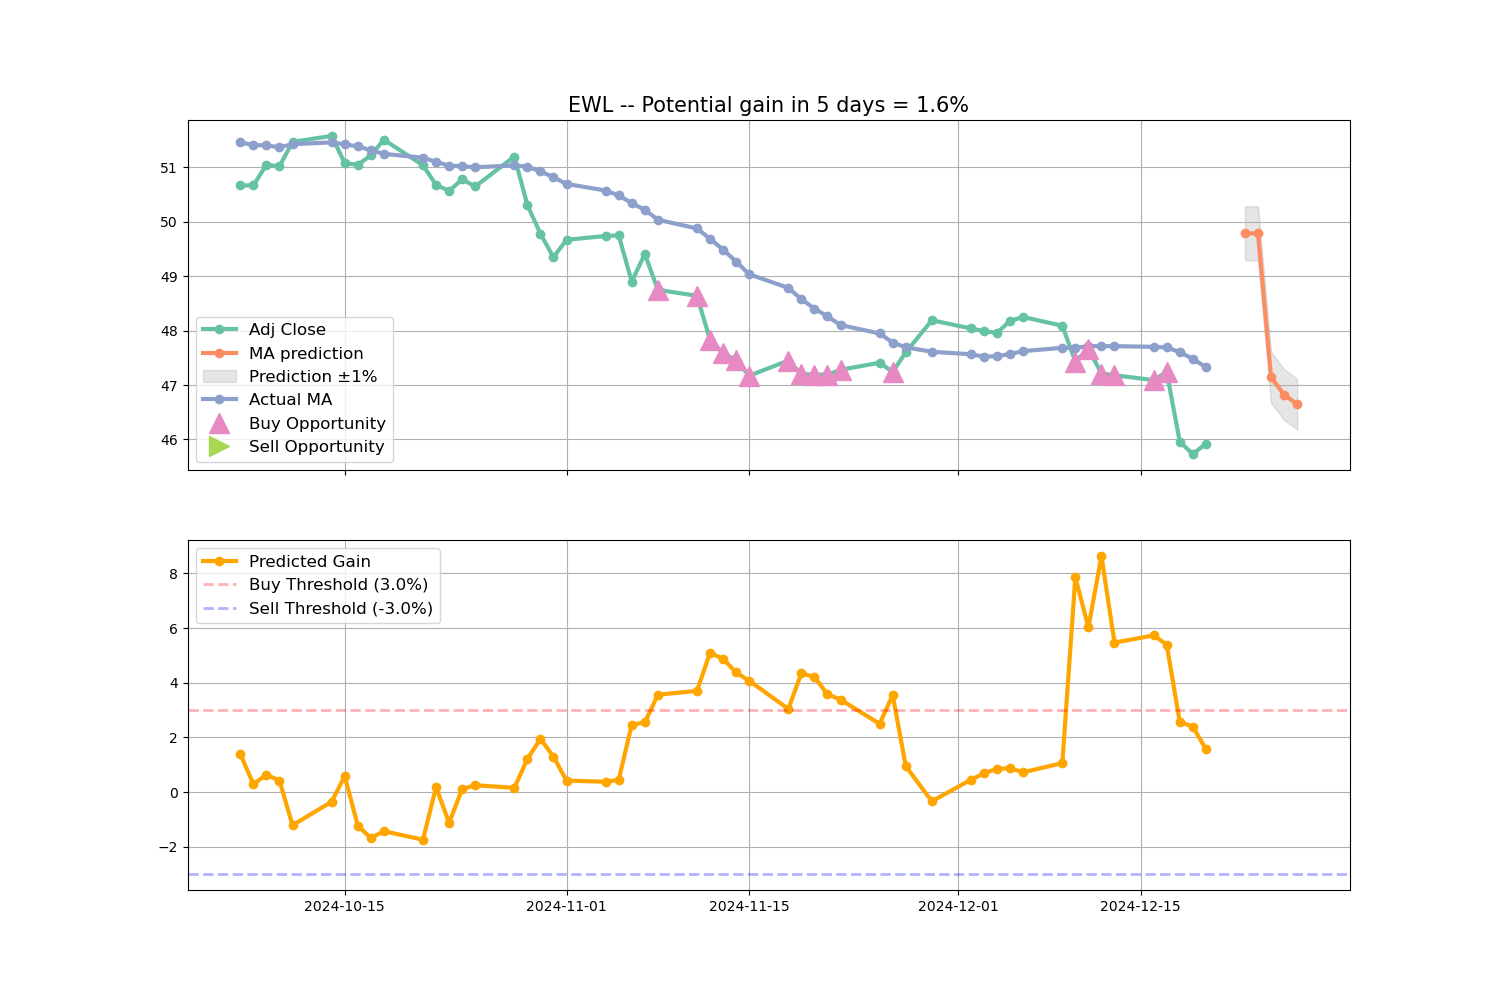 EWL -- Potential gain in 5 days = 1.6%
51
50
49
48
47
46
Adj Close
MA prediction
Prediction ±1%
Actual MA
Buy Opportunity
Sell Opportunity
8
6
4
2
0
−2
Predicted Gain
Buy Threshold (3.0%)
Sell Threshold (-3.0%)
2024-10-15
2024-11-01
2024-11-15
2024-12-01
2024-12-15